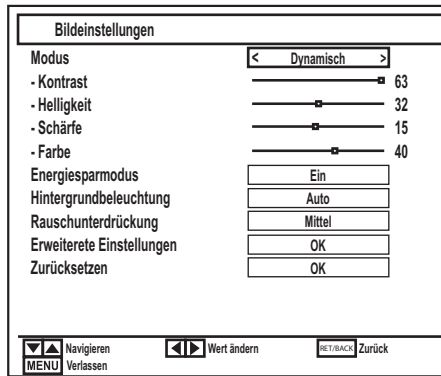 Bildeinstellungen
Modus < Dynamisch >
- Kontrast 63
- Helligkeit 32
- Schärfe 15
- Farbe 40
Energiesparmodus Ein
Hintergrundbeleuchtung Auto
Rauschunterdrückung Mittel
Erweiterete Einstellungen OK
Zurücksetzen OK
Navigieren Wert ändern RET/BACK Zurück
MENU Verlassen